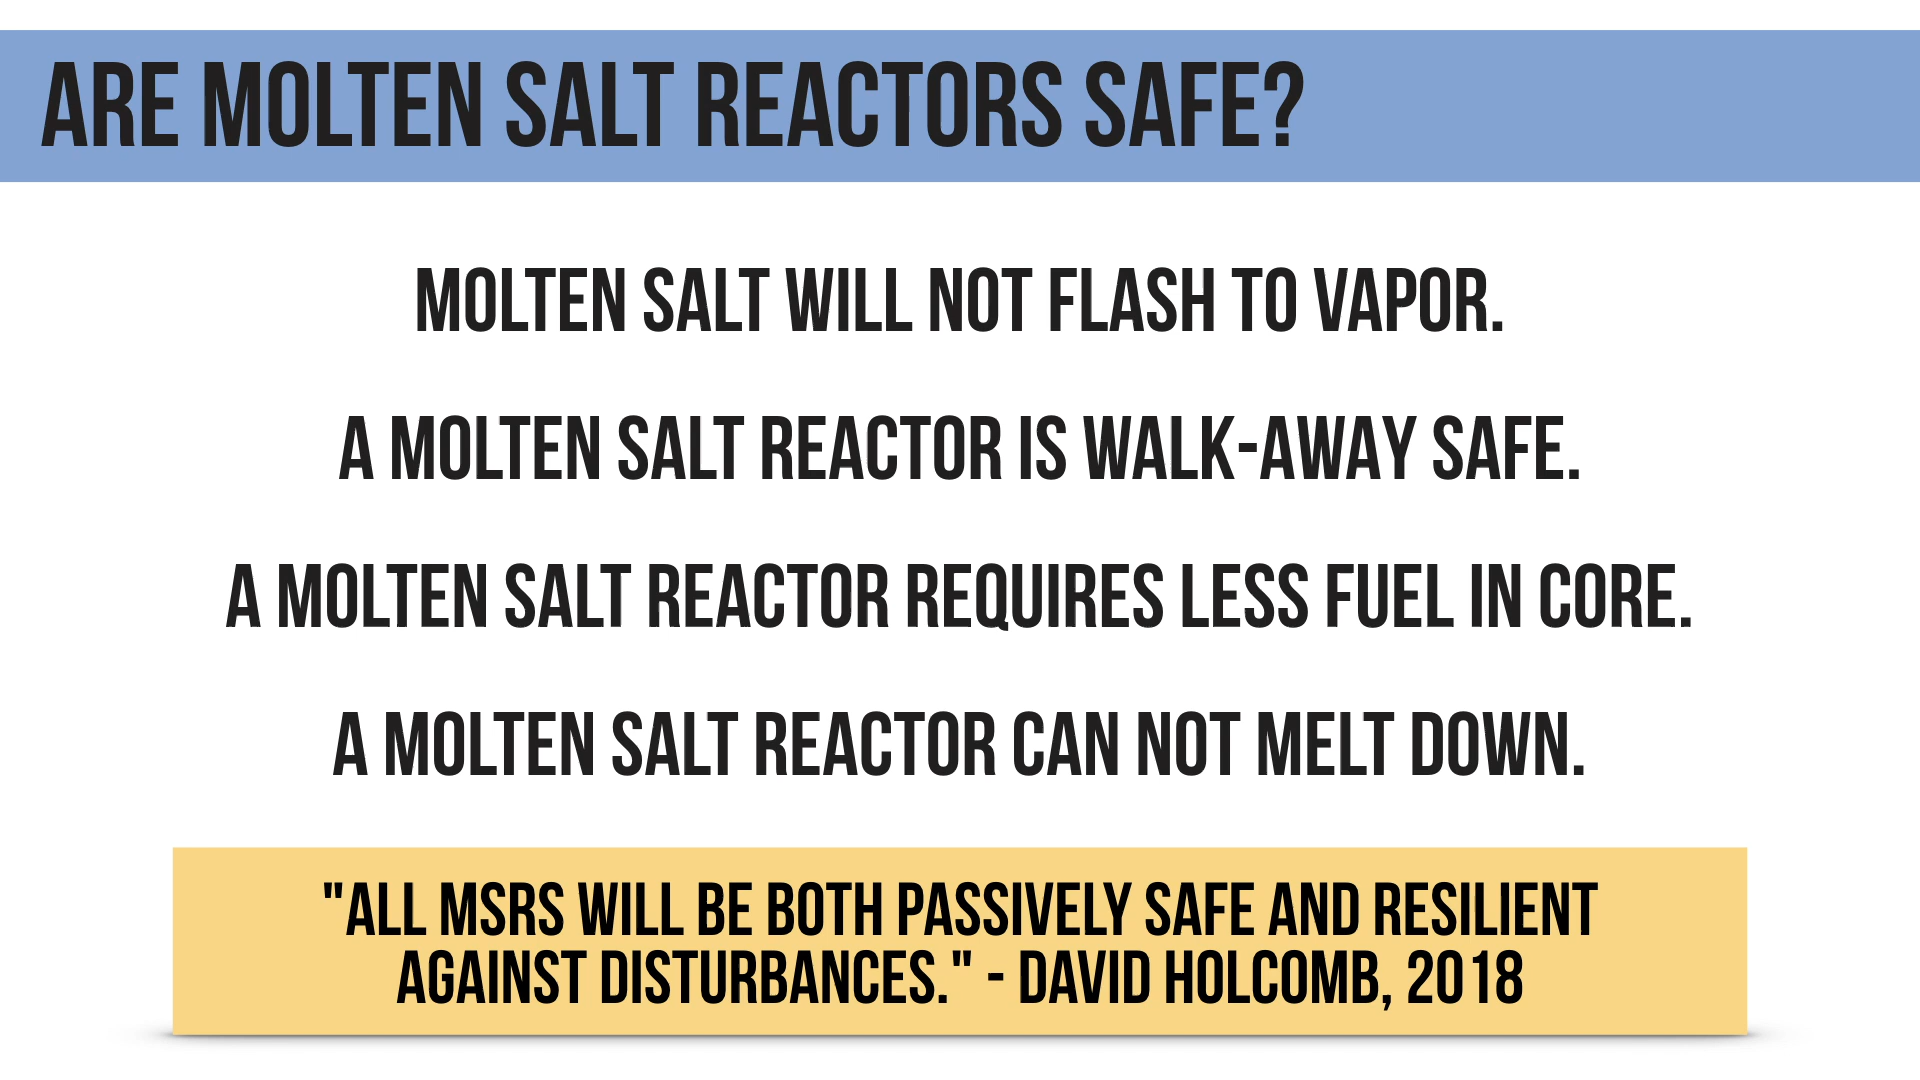 ARE MOLTEN SALT REACTORS SAFE?
MOLTEN SALT WILL NOT FLASH TO VAPOR.
A MOLTEN SALT REACTOR IS WALK-AWAY SAFE.
A MOLTEN SALT REACTOR REQUIRES LESS FUEL IN CORE.
A MOLTEN SALT REACTOR CAN NOT MELT DOWN.
"ALL MSRS WILL BE BOTH PASSIVELY SAFE AND RESILIENT
AGAINST DISTURBANCES." - DAVID HOLCOMB, 2018